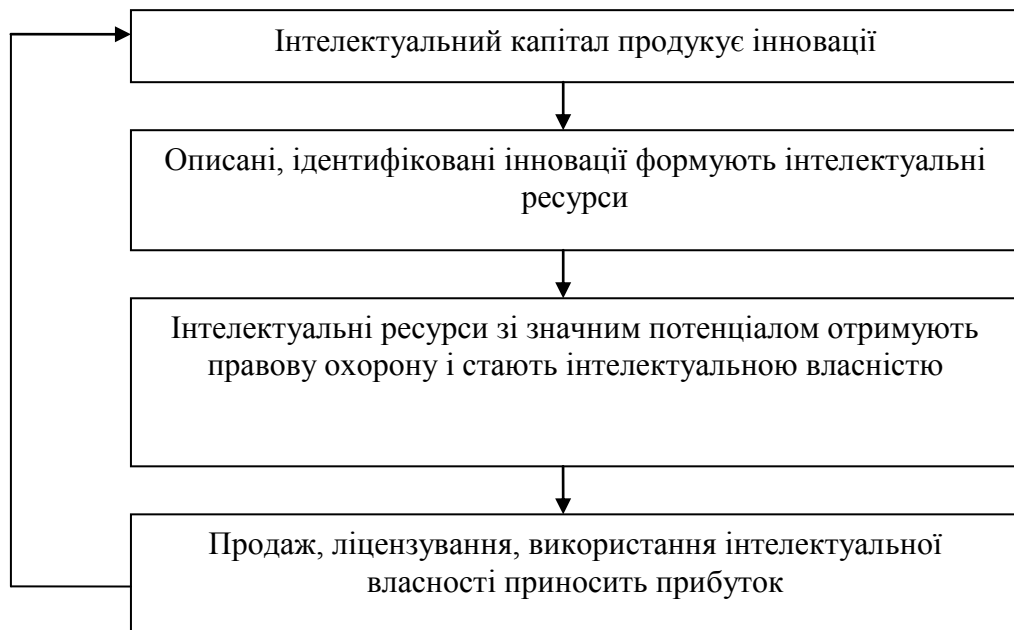 Інтелектуальний капітал продукує інновації
Описані, ідентифіковані інновації формують інтелектуальні
ресурси
Інтелектуальні ресурси зі значним потенціалом отримують
правову охорону і стають інтелектуальною власністю
Продаж, ліцензування, використання інтелектуальної
власності приносить прибуток